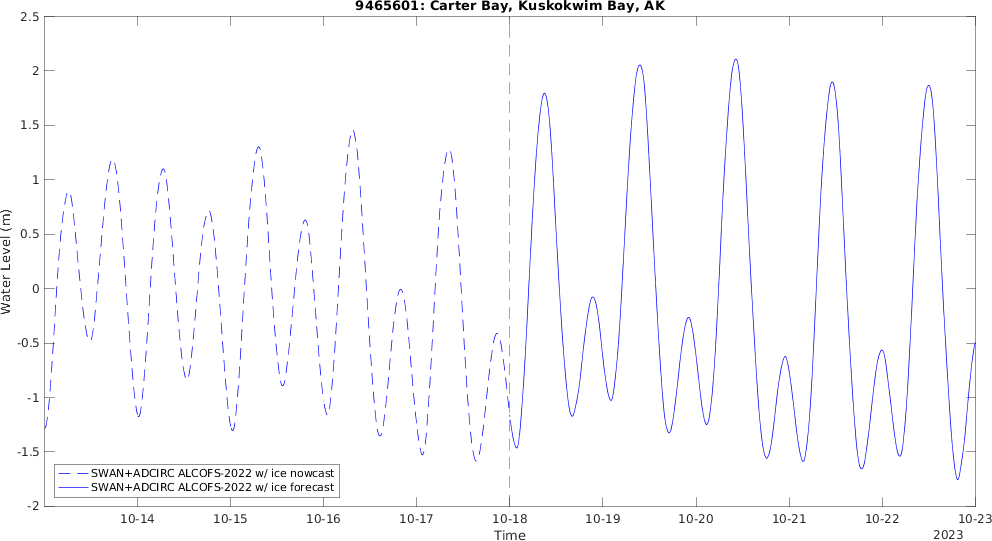 9465601: Carter Bay, Kuskokwim Bay, AK
2.5
2
1.5
1
0.5
0
-0.5
-1
-1.5
-2
Water Level (m)
SWAN+ADCIRC ALCOFS-2022 w/ ice nowcast
SWAN+ADCIRC ALCOFS-2022 w/ ice forecast
10-14 10-15 10-16 10-17 10-18 10-19 10-20 10-21 10-22 10-23
Time
2023